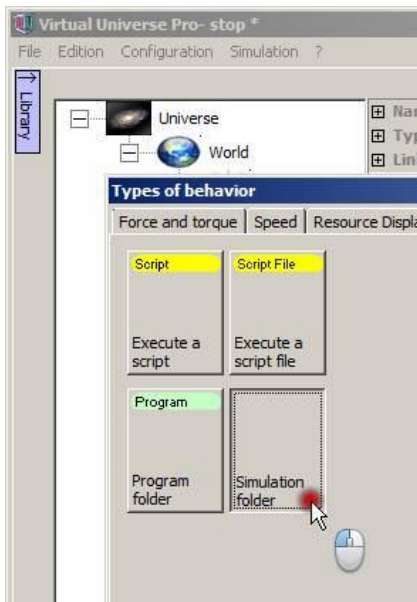 Virtual Universe Pro- stop *
File Edition Configuration Simulation ?
Library
Universe
World
Types of behavior
Force and torque Speed
Resource
Script
Execute a
script
Script File
Execute a
script file
Program
Program
folder
Simulation
folder